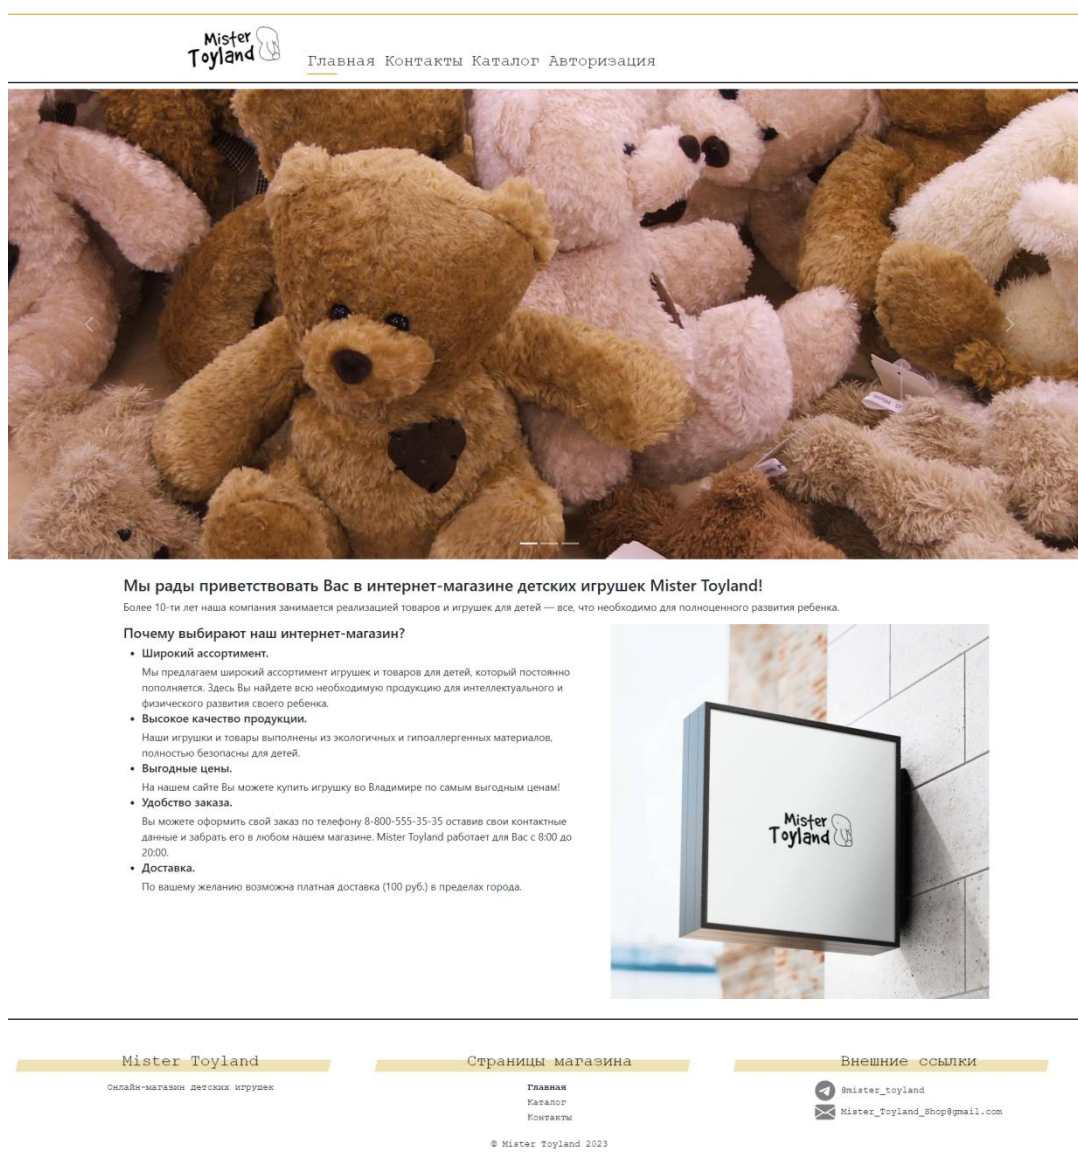 Mister
Toyland
Главная Контакты Каталог Авторизация
Мы рады приветствовать Вас в интернет-магазине детских игрушек Mister Toyland!
Более 10-ти лет наша компания занимается реализацией товаров и игрушек для детей — все, что необходимо для полноценного развития ребенка.
Почему выбирают наш интернет-магазин?
• Широкий ассортимент.
Мы предлагаем широкий ассортимент игрушек и товаров для детей, который постоянно
пополняется. Здесь Вы найдете всю необходимую продукцию для интеллектуального и
физического развития своего ребенка.
• Высокое качество продукции.
Наши игрушки и товары выполнены из экологичных и гипоаллергенных материалов,
полностью безопасны для детей.
• Выгодные цены.
На нашем сайте Вы можете купить игрушку во Владимире по самым выгодным ценам!
• Удобство заказа.
Вы можете оформить свой заказ по телефону 8-800-555-35-35 оставив свои контактные
данные и забрать его в любом нашем магазине. Mister Toyland работает для Вас с 8:00 до
20:00.
• Доставка.
По вашему желанию возможна платная доставка (100 руб.) в пределах города.
Mister
Toyland
Mister Toyland
Онлайн-магазин детских игрушек
Страницы магазина
Главная
Каталог
Контакты
Внешние ссылки
@mister_toyland
Mister_Toyland_Shop@gmail.com
© Mister Toyland 2023